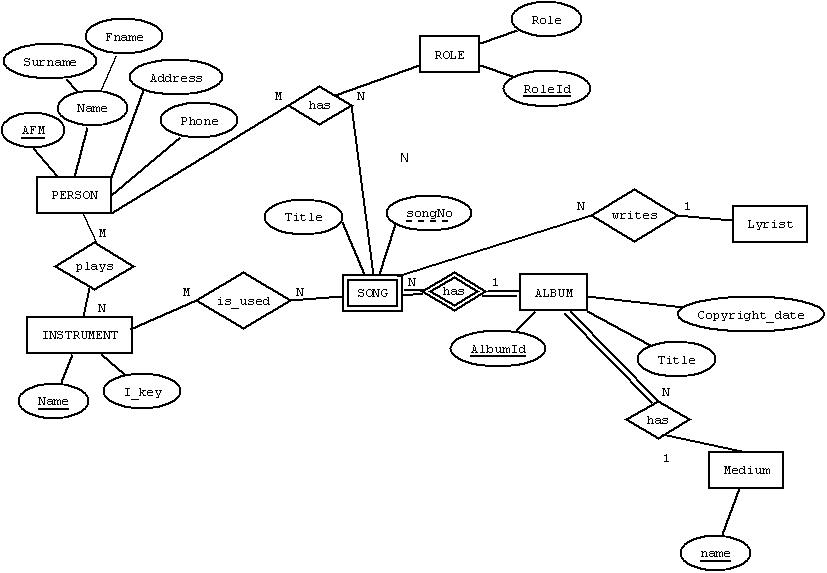 Fname
Role
Surname
ROLE
Address
RoleId
Name
M
has
N
AFM
Phone
N
PERSON
Title
songNo
N
writes
1
Lyrist
M
plays
M
is_used
N
SONG
N
has
1
ALBUM
N
INSTRUMENT
Copyright_date
AlbumId
Title
Name
I_key
N
has
1
Medium
name